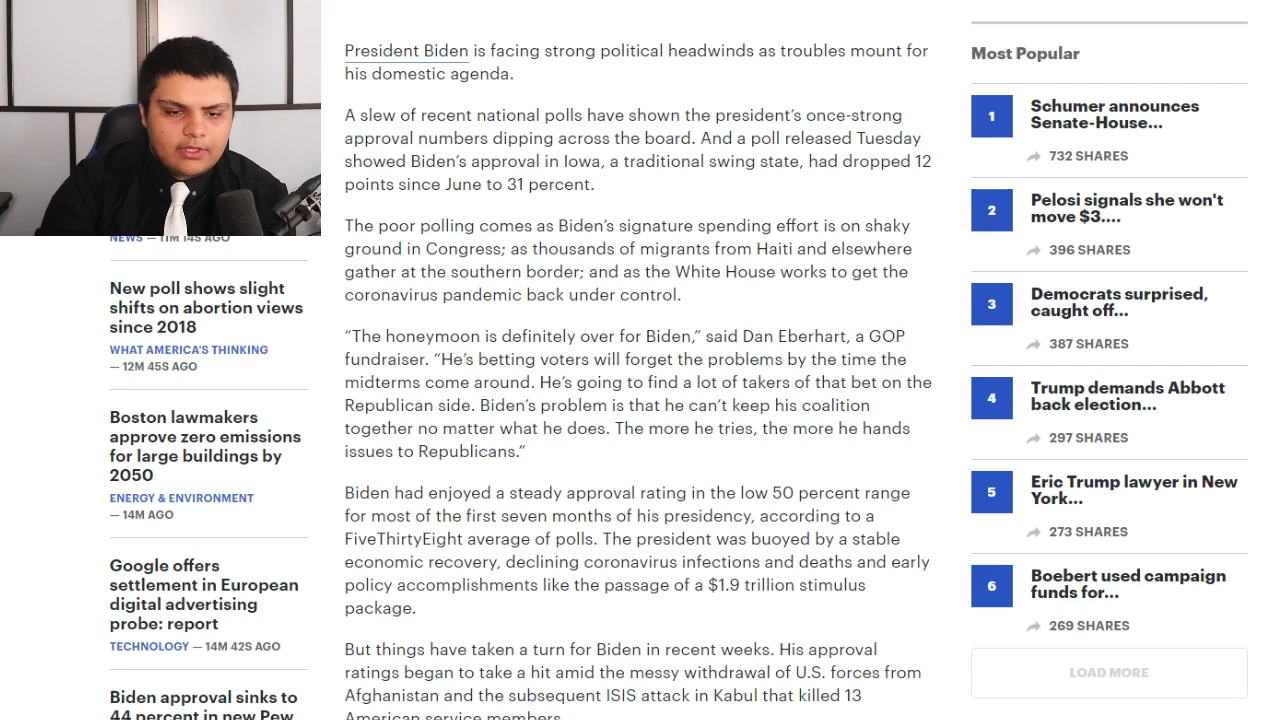 President Biden is facing strong political headwinds as troubles mount for
his domestic agenda.
A slew of recent national polls have shown the president’s once-strong
approval numbers dipping across the board. And a poll released Tuesday
showed Biden’s approval in Iowa, a traditional swing state, had dropped 12
points since June to 31 percent.
The poor polling comes as Biden’s signature spending effort is on shaky
ground in Congress; as thousands of migrants from Haiti and elsewhere
gather at the southern border; and as the White House works to get the
coronavirus pandemic back under control.
“The honeymoon is definitely over for Biden,” said Dan Eberhart, a GOP
fundraiser. “He’s betting voters will forget the problems by the time the
midterms come around. He’s going to find a lot of takers of that bet on the
Republican side. Biden’s problem is that he can’t keep his coalition
together no matter what he does. The more he tries, the more he hands
issues to Republicans.”
Biden had enjoyed a steady approval rating in the low 50 percent range
for most of the first seven months of his presidency, according to a
FiveThirtyEight average of polls. The president was buoyed by a stable
economic recovery, declining coronavirus infections and deaths and early
policy accomplishments like the passage of a $1.9 trillion stimulus
package.
But things have taken a turn for Biden in recent weeks. His approval
ratings began to take a hit amid the messy withdrawal of U.S. forces from
Afghanistan and the subsequent ISIS attack in Kabul that killed 13
American service members.
NEWS — 11M 14S AGO
New poll shows slight
shifts on abortion views
since 2018
WHAT AMERICA'S THINKING
— 12M 45S AGO
Boston lawmakers
approve zero emissions
for large buildings by
2050
ENERGY & ENVIRONMENT
— 14M AGO
Google offers
settlement in European
digital advertising
probe: report
TECHNOLOGY — 14M 42S AGO
Biden approval sinks to
44 percent in new Pew
Most Popular
1
Schumer announces
Senate-House...
732 SHARES
2
Pelosi signals she won't
move $3....
396 SHARES
3
Democrats surprised,
caught off...
387 SHARES
4
Trump demands Abbott
back election...
297 SHARES
5
Eric Trump lawyer in New
York...
273 SHARES
6
Boebert used campaign
funds for...
269 SHARES
LOAD MORE